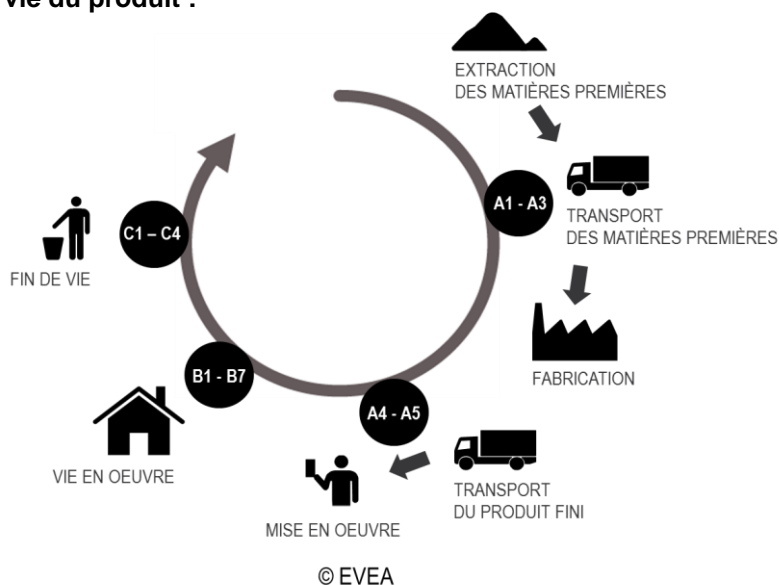 vie du produit :
EXTRACTION
DES MATIÈRES PREMIÈRES
A1 - A3
TRANSPORT
DES MATIÈRES PREMIÈRES
FABRICATION
A4 - A5
TRANSPORT
DU PRODUIT FINI
MISE EN OEUVRE
B1 - B7
VIE EN OEUVRE
C1 – C4
FIN DE VIE
© EVEA